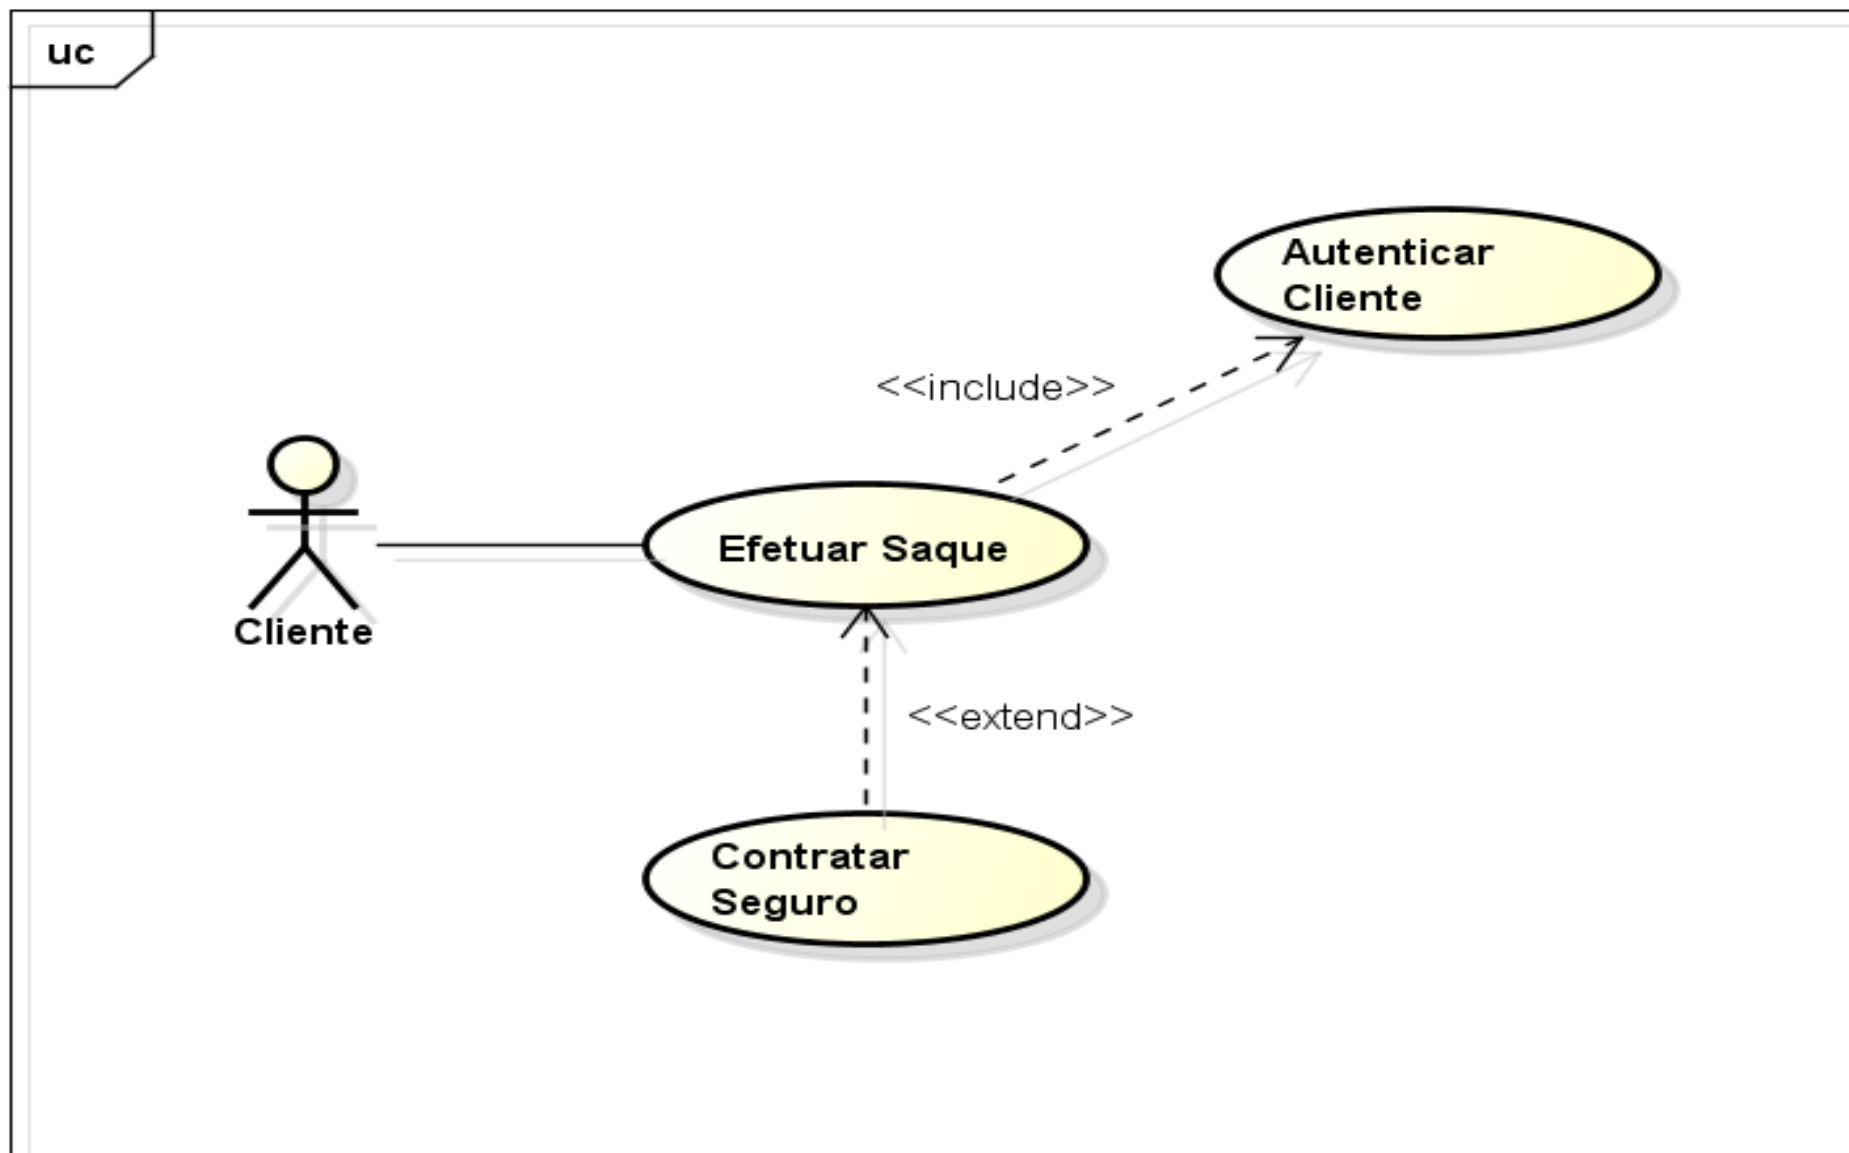 uc
Autenticar
Cliente
<<include>>
Efetuar Saque
Cliente
<<extend>>
Contratar
Seguro